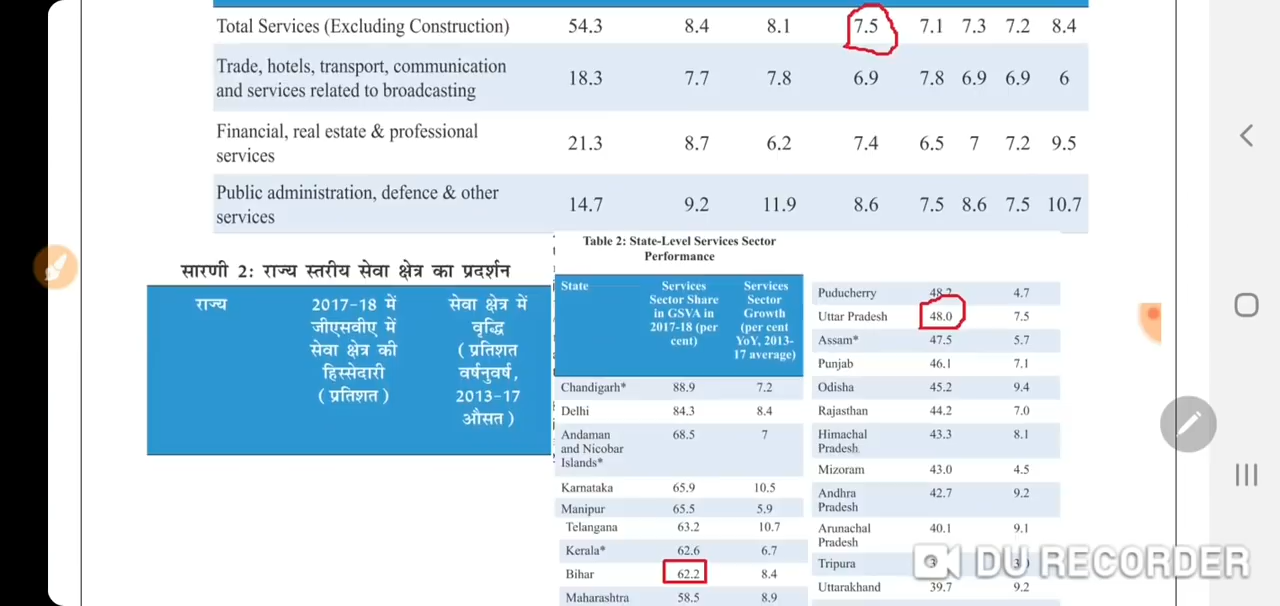 Total Services (Excluding Construction) 54.3 8.4 8.1 7.5 7.1 7.3 7.2 8.4
Trade, hotels, transport, communication
and services related to broadcasting 18.3 7.7 7.8 6.9 7.8 6.9 6.9 6
Financial, real estate & professional
services 21.3 8.7 6.2 7.4 6.5 7 7.2 9.5
Public administration, defence & other
services 14.7 9.2 11.9 8.6 7.5 8.6 7.5 10.7
सारणी 2: राज्य स्तरीय सेवा क्षेत्र का प्रदर्शन
राज्य
2017-18 में
जीएसवीए में
सेवा क्षेत्र की
हिस्सेदारी
( प्रतिशत )
सेवा क्षेत्र में
वृद्धि
( प्रतिशत
वर्षनुवर्ष,
2013-17
औसत )
Table 2: State-Level Services Sector
Performance
State
Services
Sector Share
in GSVA in
2017-18 (per
cent)
Services
Sector
Growth
(per cent
YoY, 2013-
17 average)
Chandigarh* 88.9 7.2
Delhi 84.3 8.4
Andaman
and Nicobar
Islands* 68.5 7
Karnataka 65.9 10.5
Manipur 65.5 5.9
Telangana 63.2 10.7
Kerala* 62.6 6.7
Bihar 62.2 8.4
Maharashtra 58.5 8.9
Puducherry 48.2 4.7
Uttar Pradesh 48.0 7.5
Assam* 47.5 5.7
Punjab 46.1 7.1
Odisha 45.2 9.4
Rajasthan 44.2 7.0
Himachal
Pradesh 43.3 8.1
Mizoram 43.0 4.5
Andhra
Pradesh 42.7 9.2
Arunachal
Pradesh 40.1 9.1
Tripura
Uttarakhand 39.7 9.2
DU RECORDER